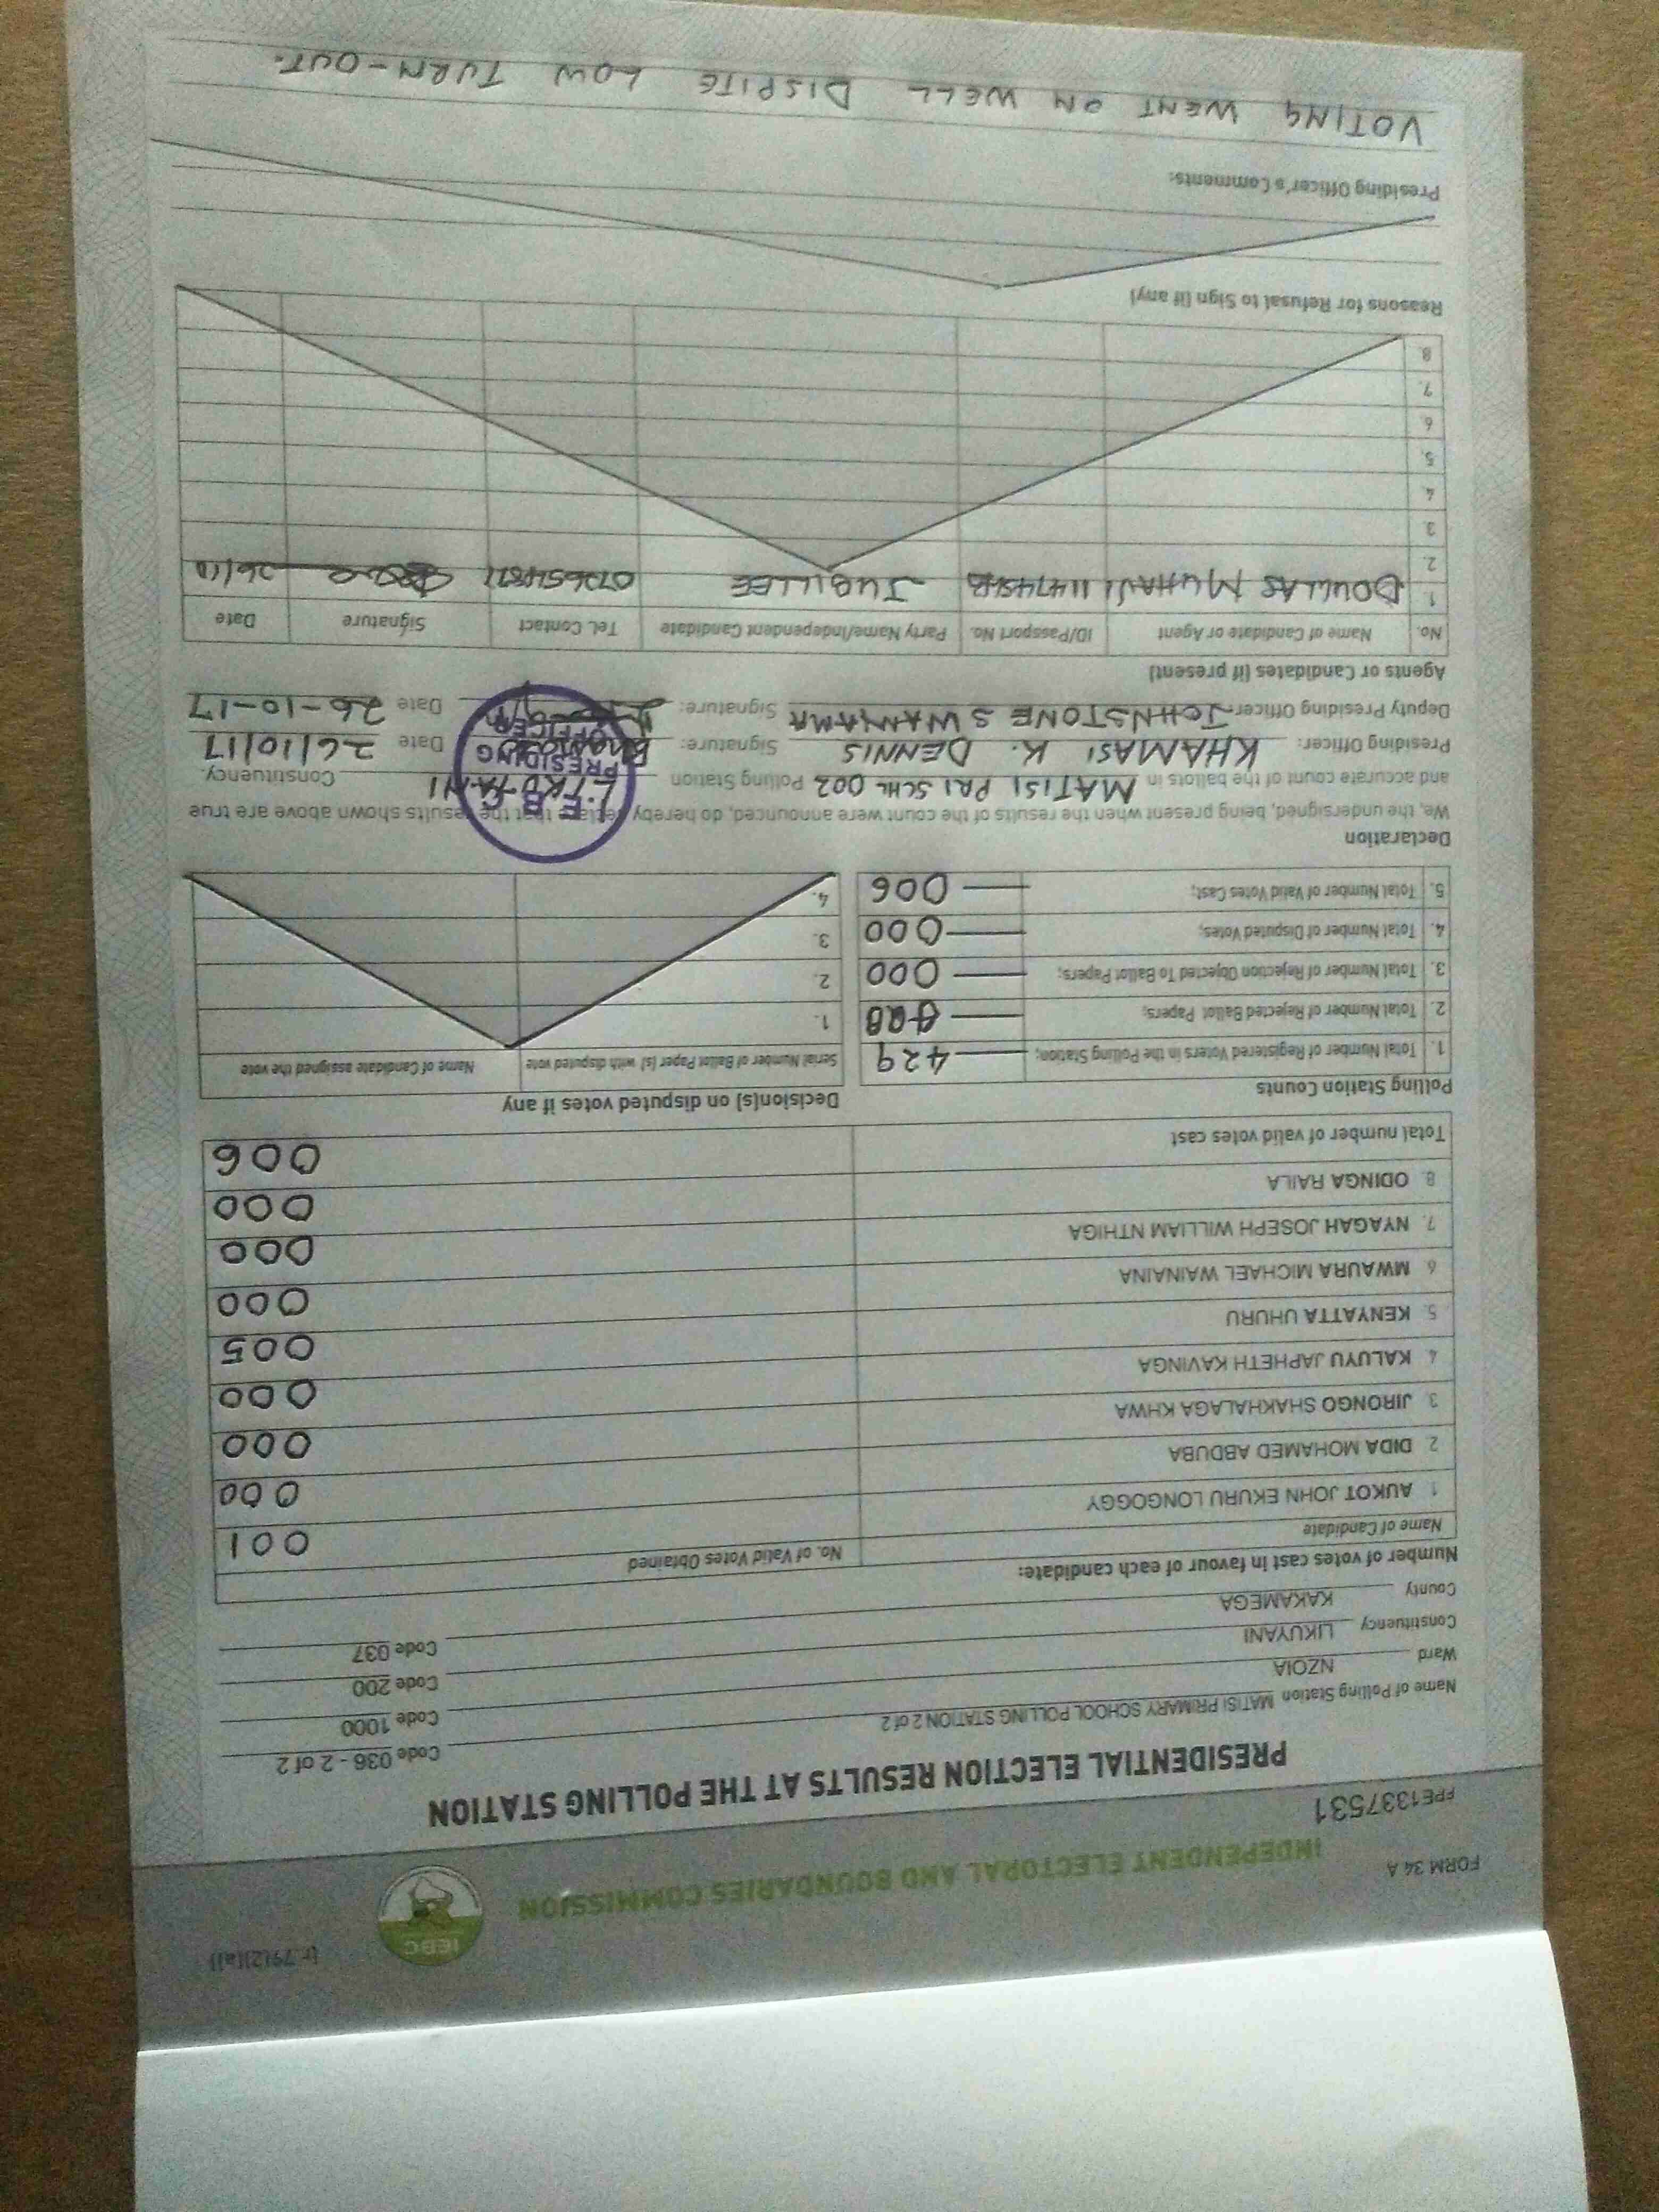 (r.79(2)(a))
IEBC
FORM 34 A
INDEPENDENT ELECTORAL AND BOUNDARIES COMMISSION
FPE1337531
PRESIDENTIAL ELECTION RESULTS AT THE POLLING STATION
Name of Polling Station MATISI PRIMARY SCHOOL POLLING STATION 2 of 2 Code 036 - 2 of 2
Ward NZOIA Code 1000
Constituency LIKUYANI Code 200
County KAKAMEGA Code 037
Number of votes cast in favour of each candidate:
Name of Candidate No. of Valid Votes Obtained
1 AUKOT JOHN EKURU LONGOGGY 001
2 DIDA MOHAMED ABDUBA 000
3 JIRONGO SHAKHALAGA KHWA 000
4 KALUYU JAPHETH KAVINGA 000
5. KENYATTA UHURU 005
6 MWAURA MICHAEL WAINAINA 000
7. NYAGAH JOSEPH WILLIAM NTHIGA 000
8. ODINGA RAILA 000
Total number of valid votes cast 006
Polling Station Counts
1. Total Number of Registered Voters in the Polling Station; 429
2. Total Number of Rejected Ballot Papers;
3. Total Number of Rejection Objected To Ballot Papers; 000
4. Total Number of Disputed Votes; 000
5. Total Number of Valid Votes Cast; 006
Decision(s) on disputed votes if any
Serial Number of Ballot Paper (s) with disputed vote Name of Candidate assigned the vote
1.
2.
3.
4.
Declaration
We, the undersigned, being present when the results of the count were announced, do hereby declare that the results shown above are true
and accurate count of the ballots in MATISI PRI SCHL 002 Polling Station Constituency.
Presiding Officer: KHAMASI K. DENNIS Signature: Date 26/10/17
Deputy Presiding Officer JOHNSTONE S WANJAMA Signature: Date 26-10-17
I.E.B.C
PRESIDING
OFFICER
Agents or Candidates (if present)
No. Name of Candidate or Agent ID/Passport No. Party Name/Independent Candidate Tel. Contact Signature Date
1 DOUGLAS MUHANJI JUBILLEE 26/10
2.
3
4
5.
6
7.
8
Reasons for Refusal to Sign (if any)
Presiding Officer's Comments:
VOTING WENT ON WELL DISPITE LOW TURN-OUT.